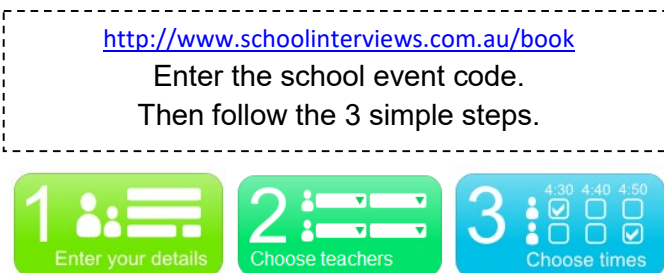 http://www.schoolinterviews.com.au/book
Enter the school event code.
Then follow the 3 simple steps.
1 Enter your details
2 Choose teachers
3 4:30 4:40 4:50
Choose times